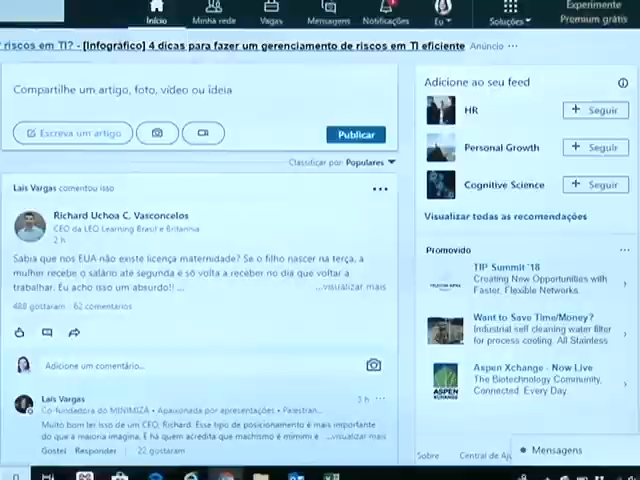 Início
Minha rede
Vagas
Mensagens
Notificações
Eu
Soluções
Experimente
Premium grátis
riscos em TI? - [Infográfico] 4 dicas para fazer um gerenciamento de riscos em TI eficiente Anúncio ...
Compartilhe um artigo, foto, vídeo ou ideia
Escreva um artigo
Publicar
Classificar por: Populares
Laís Vargas comentou isso
Richard Uchoa C. Vasconcelos
CEO da LEO Learning Brasil e Britannia
2 h
Sabia que nos EUA não existe licença maternidade? Se o filho nascer na terça, a
mulher recebe o salário até segunda e só volta a receber no dia que voltar a
trabalhar. Eu acho isso um absurdo!! ... ...visualizar mais
488 gostaram · 62 comentários
Adicione um comentário...
Laís Vargas 2 h ...
Co-fundadora do MINIMIZA • Apaixonada por apresentações • Palestran...
Muito bom ler isso de um CEO, Richard. Esse tipo de posicionamento é mais importante
do que a maioria imagina. E há quem acredita que machismo é mimimi e ...visualizar mais
Gostei Responder 22 gostaram
Adicione ao seu feed
HR
+ Seguir
Personal Growth
+ Seguir
Cognitive Science
+ Seguir
Visualizar todas as recomendações
Promovido ...
TIP Summit '18
Creating New Opportunities with
Faster, Flexible Networks
Want to Save Time/Money?
Industrial self cleaning water filter
for process cooling. All Stainless
ASPEN
XCHANGE
Aspen Xchange - Now Live
The Biotechnology Community,
Connected. Every Day
Sobre
Central de Aju
Mensagens